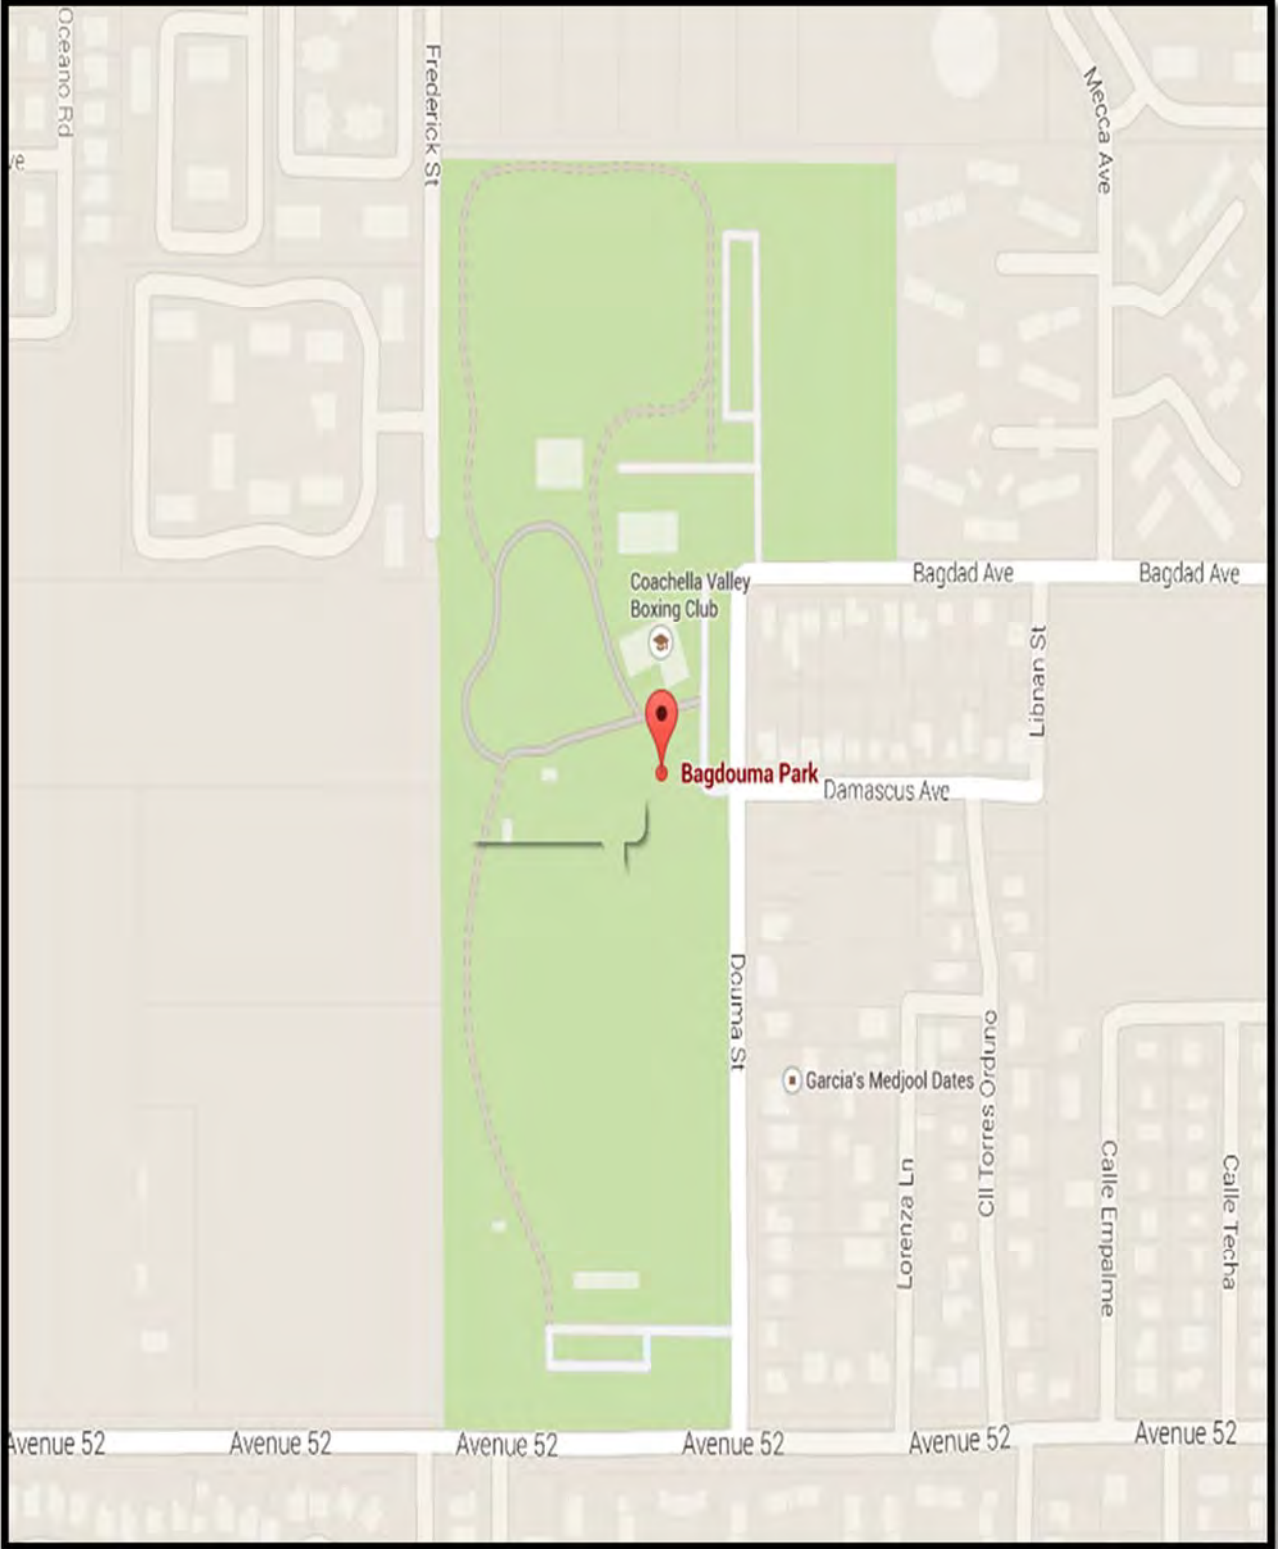 Oceano Rd
Frederick St
Mecca Ave
ve
Coachella Valley
Boxing Club
Bagdad Ave
Bagdad Ave
Libnan St
Bagdouma Park
Damascus Ave
Douma St
Garcia's Medjool Dates
Cll Torres Orduno
Lorenza Ln
Calle Empalme
Calle Techa
Avenue 52
Avenue 52
Avenue 52
Avenue 52
Avenue 52
Avenue 52